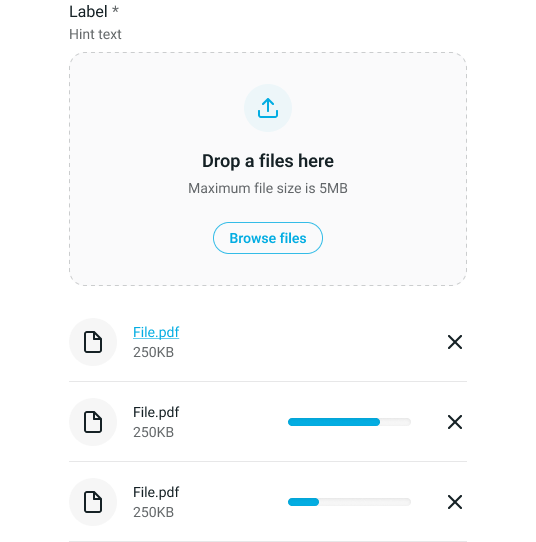 Label *
Hint text
Drop a files here
Maximum file size is 5MB
Browse files
File.pdf
250KB
File.pdf
250KB
File.pdf
250KB